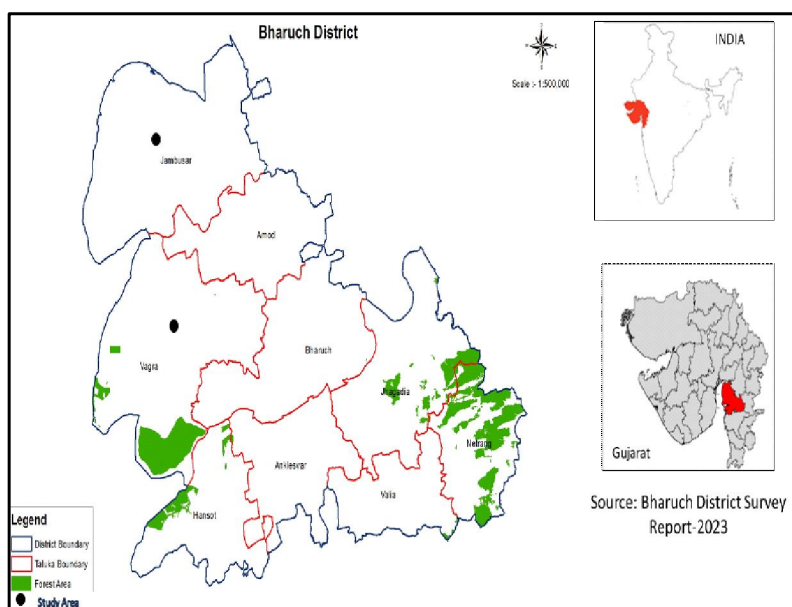 Bharuch District
Scale :- 1:500,000
INDIA
Jambusar
Amod
Vagra
Bharuch
Jhagadia
Netrang
Anklesvar
Valia
Hansot
Gujarat
Source: Bharuch District Survey
Report-2023
Legend
District Boundary
Taluka Boundary
Forest Area
Study Area